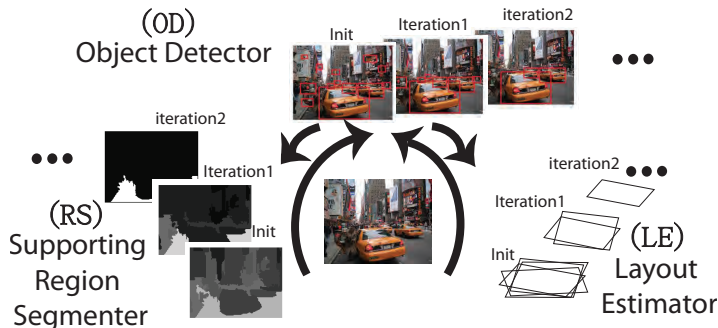 (OD)
Object Detector
Init
Iteration1
iteration2
iteration2
Iteration1
Init
(RS)
Supporting
Region
Segmenter
iteration2
Iteration1
Init
(LE)
Layout
Estimator